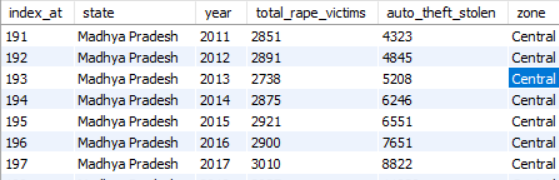 index_at state year total_rape_victims auto_theft_stolen zone
191 Madhya Pradesh 2011 2851 4323 Central
192 Madhya Pradesh 2012 2891 4845 Central
193 Madhya Pradesh 2013 2738 5208 Central
194 Madhya Pradesh 2014 2875 6246 Central
195 Madhya Pradesh 2015 2921 6551 Central
196 Madhya Pradesh 2016 2900 7651 Central
197 Madhya Pradesh 2017 3010 8822 Central